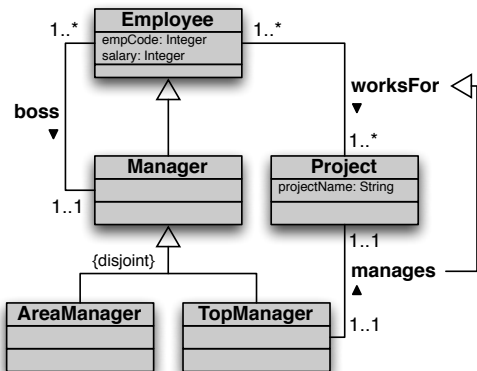 Employee
empCode: Integer
salary: Integer
1..*
1..*
boss
worksFor
1..*
Manager
Project
projectName: String
1..1
1..1
{disjoint}
manages
AreaManager
TopManager
1..1